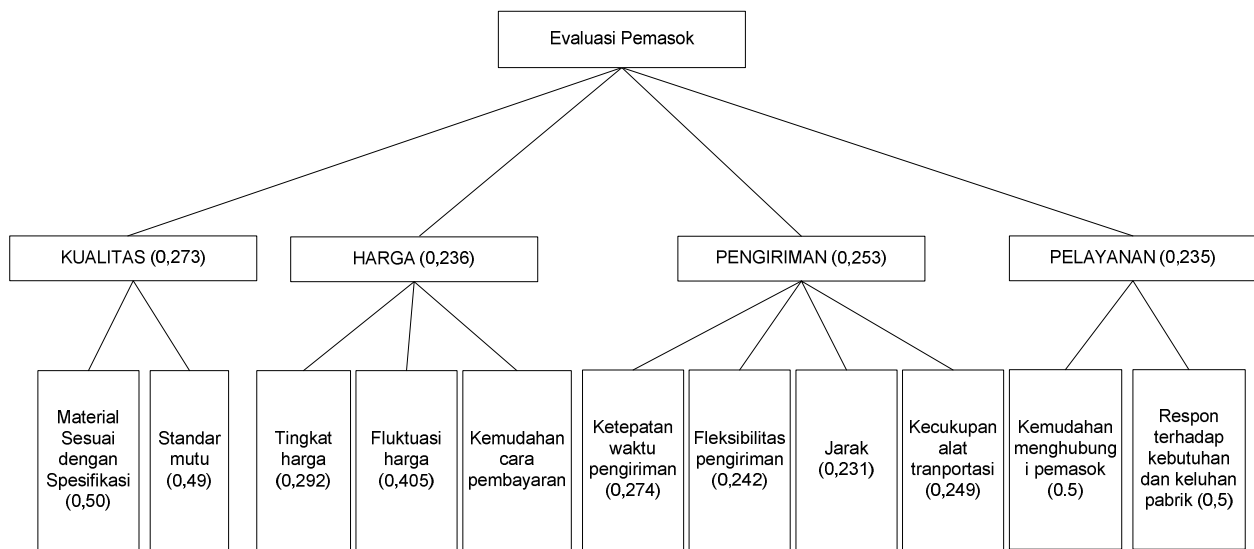 Evaluasi Pemasok
KUALITAS (0,273)
HARGA (0,236)
PENGIRIMAN (0,253)
PELAYANAN (0,235)
Material
Sesuai
dengan
Spesifikasi
(0,50)
Standar
mutu
(0,49)
Tingkat
harga
(0,292)
Fluktuasi
harga
(0,405)
Kemudahan
cara
pembayaran
Ketepatan
waktu
pengiriman
(0,274)
Fleksibilitas
pengiriman
(0,242)
Jarak
(0,231)
Kecukupan
alat
tranportasi
(0,249)
Kemudahan
menghubung
i pemasok
(0.5)
Respon
terhadap
kebutuhan
dan keluhan
pabrik (0,5)